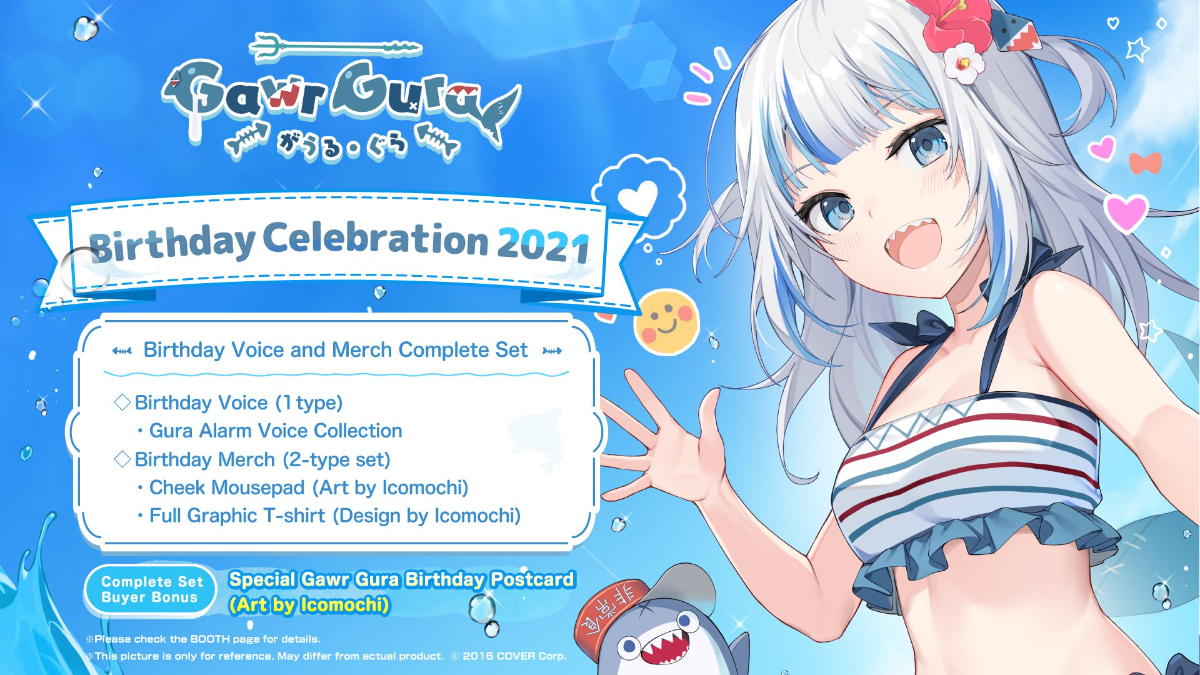 Gawr Gura
がうる・ぐら
Birthday Celebration 2021
Birthday Voice and Merch Complete Set
◇Birthday Voice (1 type)
・Gura Alarm Voice Collection
◇Birthday Merch (2-type set)
・Cheek Mousepad (Art by Icomochi)
・Full Graphic T-shirt (Design by Icomochi)
Complete Set
Buyer Bonus
Special Gawr Gura Birthday Postcard
(Art by Icomochi)
※Please check the BOOTH page for details.
※This picture is only for reference. May differ from actual product. © 2016 COVER Corp.
非常食